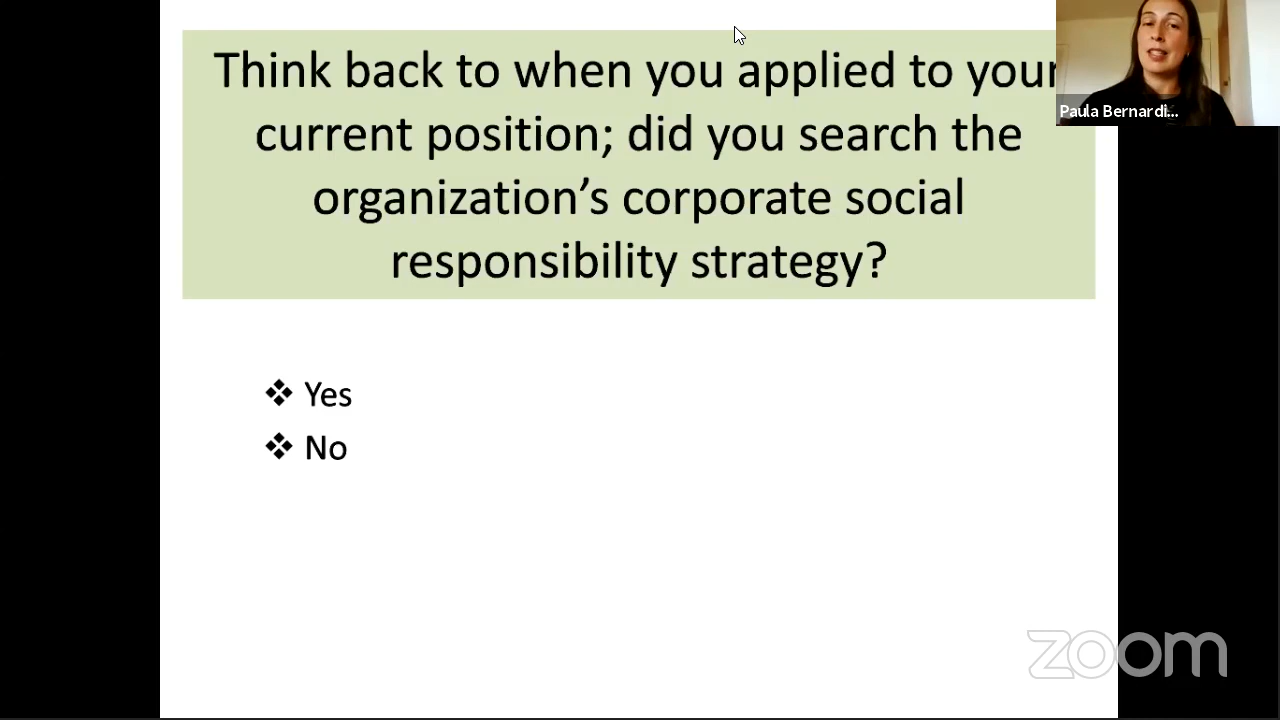 Think back to when you applied to your
current position; did you search the
organization's corporate social
responsibility strategy?
Paula Bernardi...
Yes
No
zoom